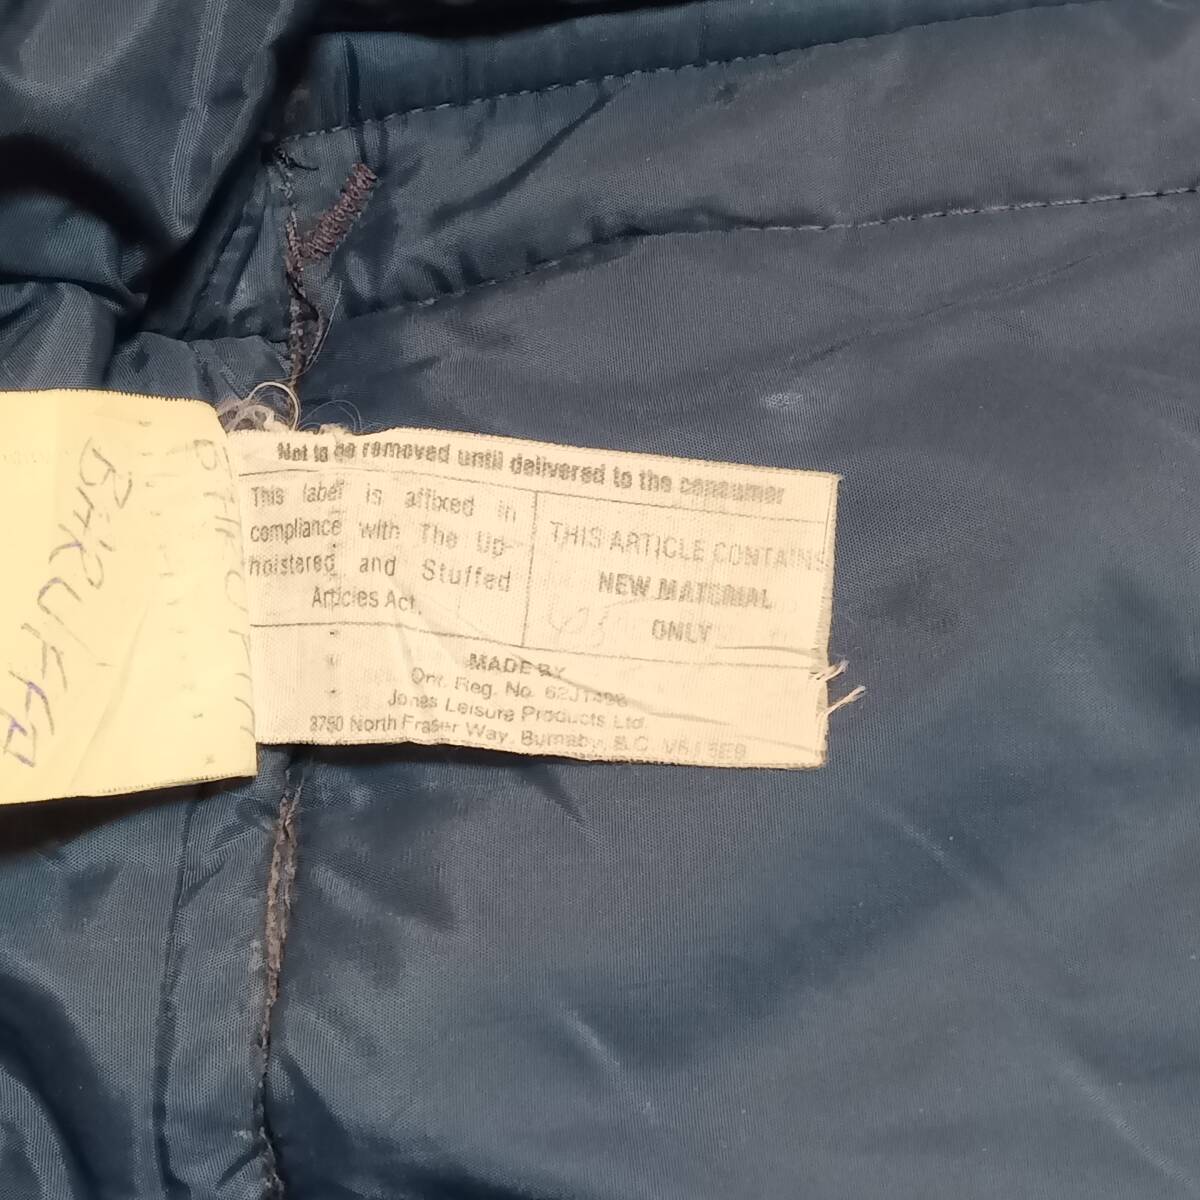 Not to be removed until delivered to the consumer
This label is affixed in
compliance with The Up-
holstered and Stuffed
Articles Act.
THIS ARTICLE CONTAINS
NEW MATERIAL
ONLY
MADE BY
Ont. Reg. No. 62J1496
Jones Leisure Products Ltd.
3750 North Fraser Way, Burnaby, B.C.